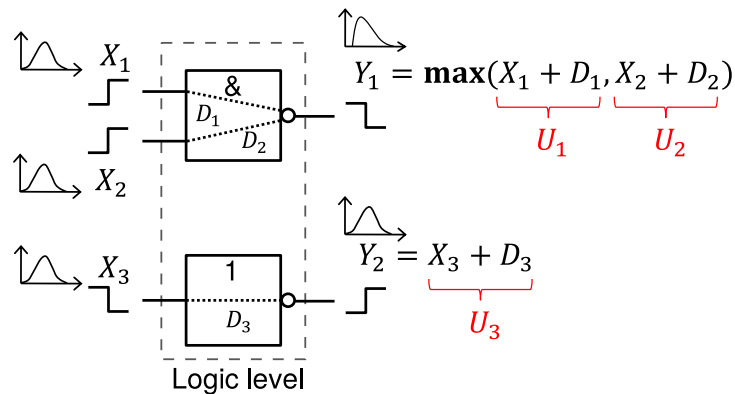 X₁
&
D₁
D₂
Y₁ = max(X₁ + D₁, X₂ + D₂)
U₁
U₂
X₂
X₃
1
D₃
Y₂ = X₃ + D₃
U₃
Logic level